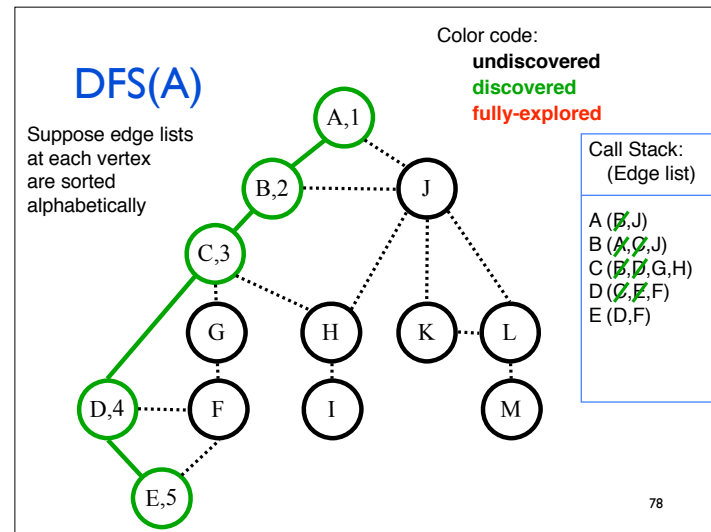 DFS(A)
Suppose edge lists
at each vertex
are sorted
alphabetically
Color code:
undiscovered
discovered
fully-explored
A,1
B,2
J
C,3
G
H
K
L
D,4
F
I
M
E,5
Call Stack:
(Edge list)
A (B,J)
B (A,C,J)
C (B,D,G,H)
D (C,E,F)
E (D,F)
78